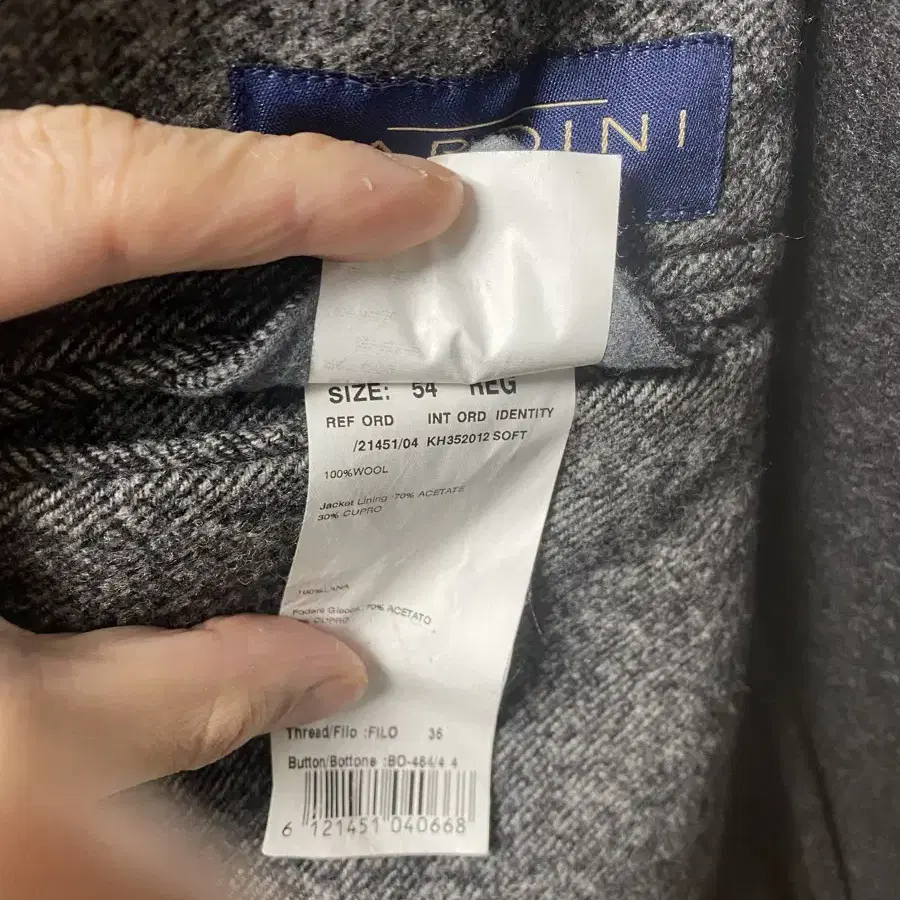 ARDINI
SIZE: 54 REG
REF ORD INT ORD IDENTITY
/21451/04 KH352012 SOFT
100%WOOL
Jacket Lining 70% ACETATE
30% CUPRO
100%LANA
Fodera Giacca 70% ACETATO
CUPRO
Thread/Filo :FILO 36
Button/Bottone :BO-464/4 4
6 121451 040668